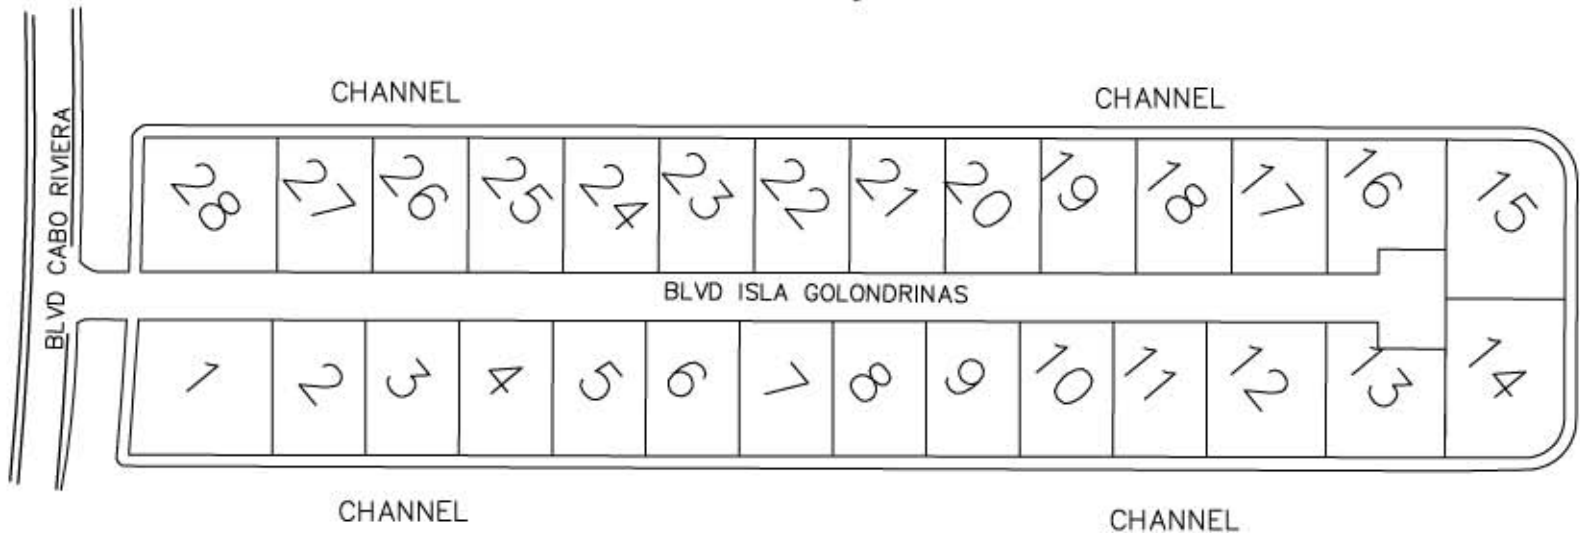 CHANNEL
CHANNEL
BLVD CABO RIVIERA
28 27 26 25 24 23 22 21 20 19 18 17 16 15
BLVD ISLA GOLONDRINAS
1 2 3 4 5 6 7 8 9 10 11 12 13 14
CHANNEL
CHANNEL